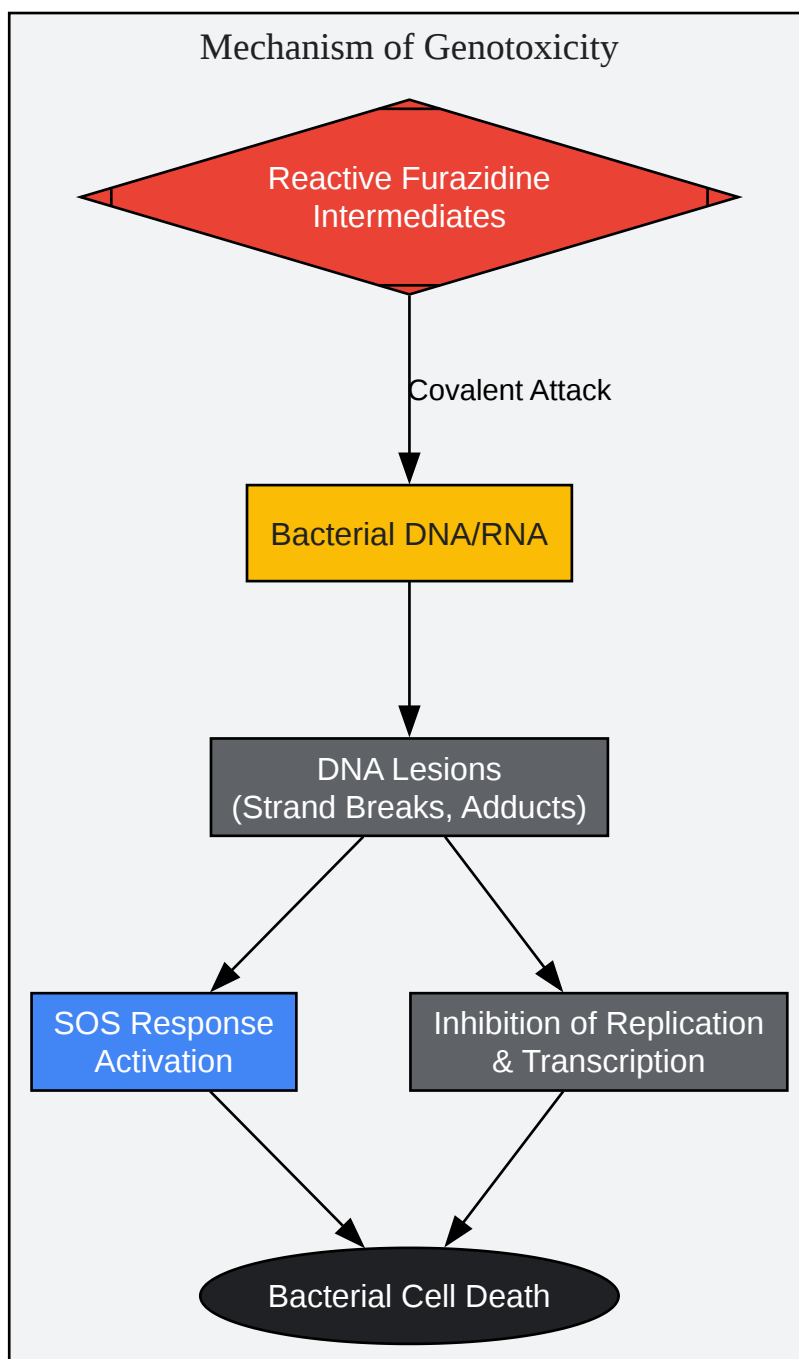 Mechanism of Genotoxicity
Reactive Furazidine
Intermediates
Covalent Attack
Bacterial DNA/RNA
DNA Lesions
(Strand Breaks, Adducts)
SOS Response
Activation
Inhibition of Replication
& Transcription
Bacterial Cell Death